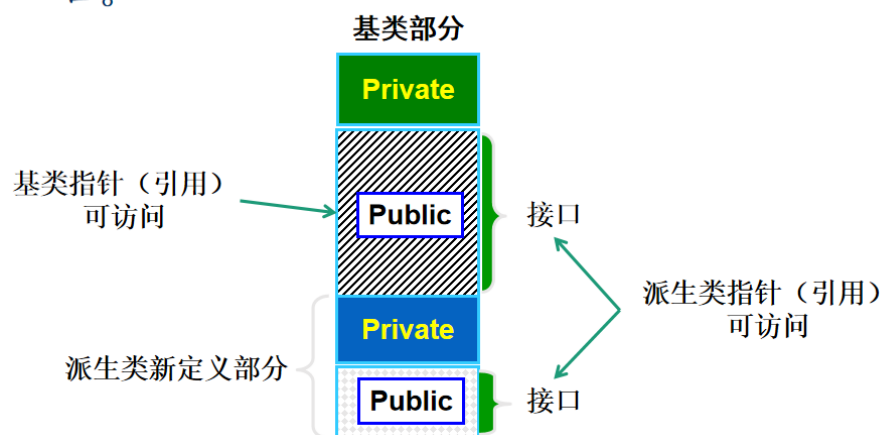 基类部分
Private
基类指针（引用）
可访问
Public
接口
派生类指针（引用）
可访问
Private
派生类新定义部分
Public
接口